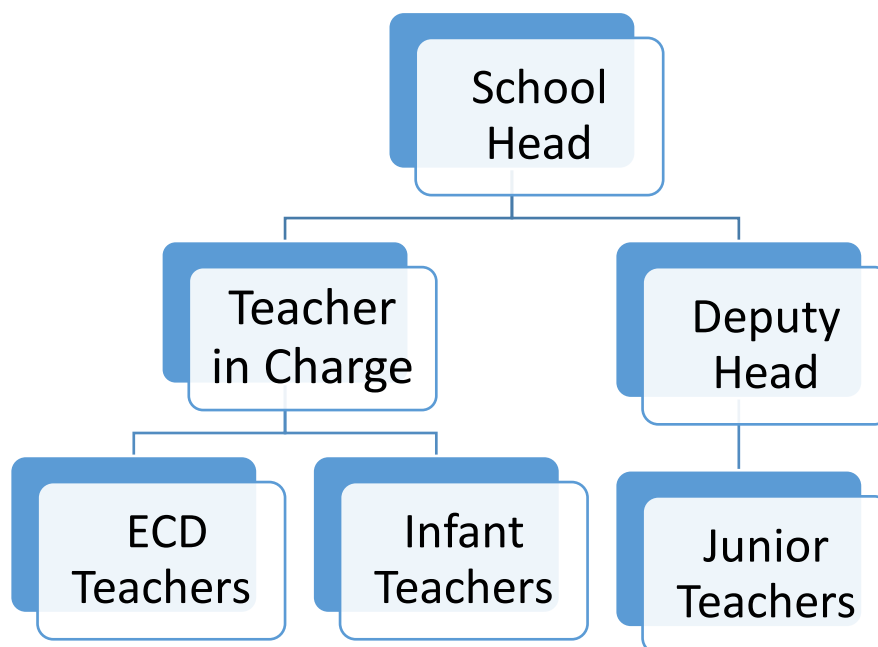 School
Head
Teacher
in Charge
Deputy
Head
ECD
Teachers
Infant
Teachers
Junior
Teachers